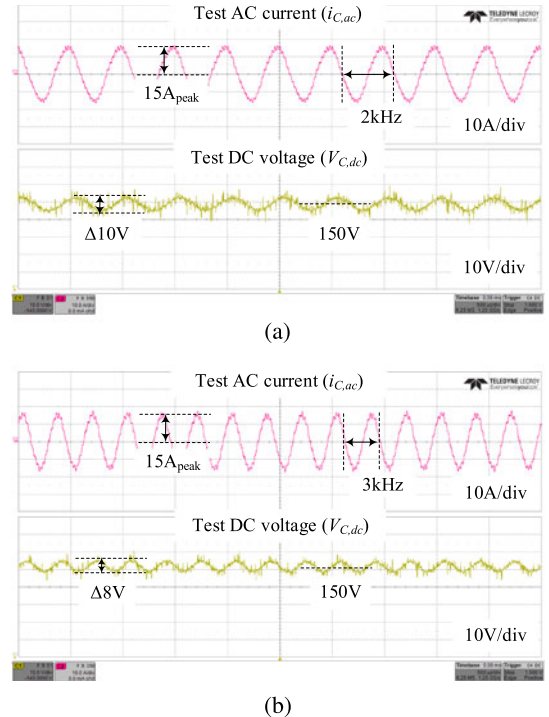 Test AC current (iC,ac)
TELEDYNE LECROY
Everywhereyoulook
15Apeak
2kHz
10A/div
Test DC voltage (VC,dc)
Δ10V
150V
10V/div
(a)
Test AC current (iC,ac)
TELEDYNE LECROY
Everywhereyoulook
15Apeak
3kHz
10A/div
Test DC voltage (VC,dc)
Δ8V
150V
10V/div
(b)